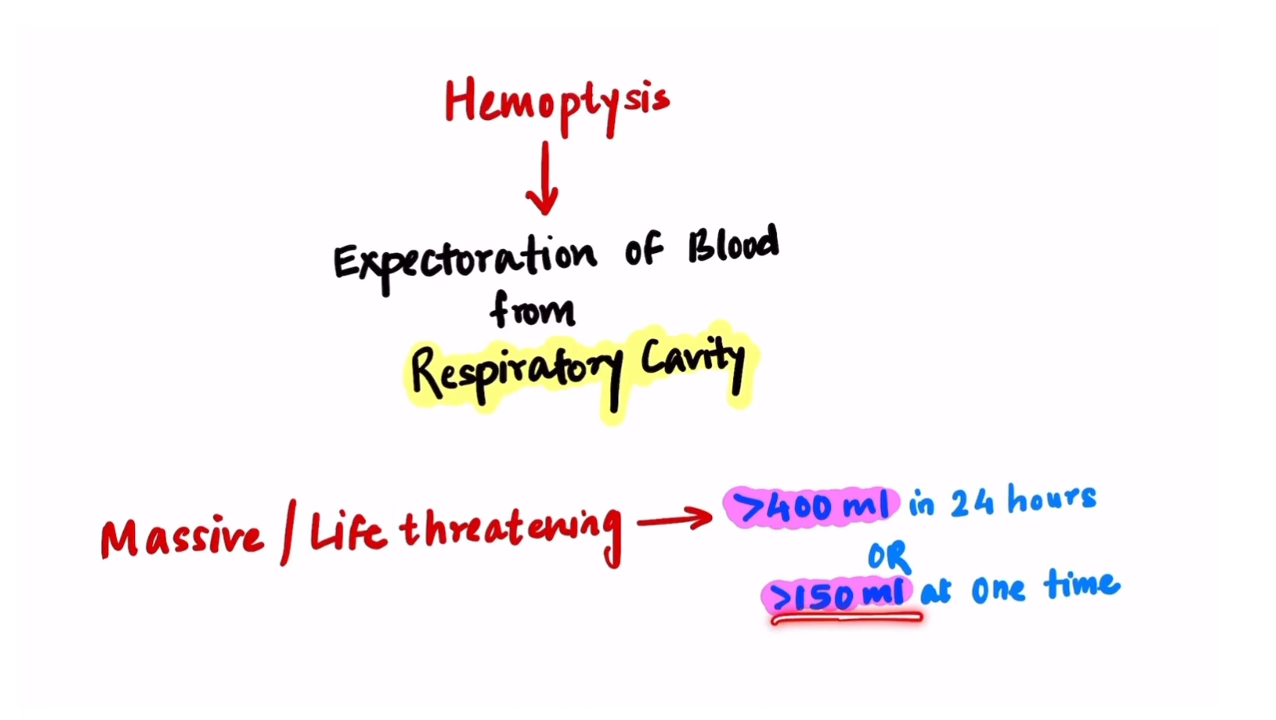 Hemoptysis
Expectoration of Blood
from
Respiratory Cavity
Massive / Life threatening → >400 ml in 24 hours
OR
>150 ml at one time